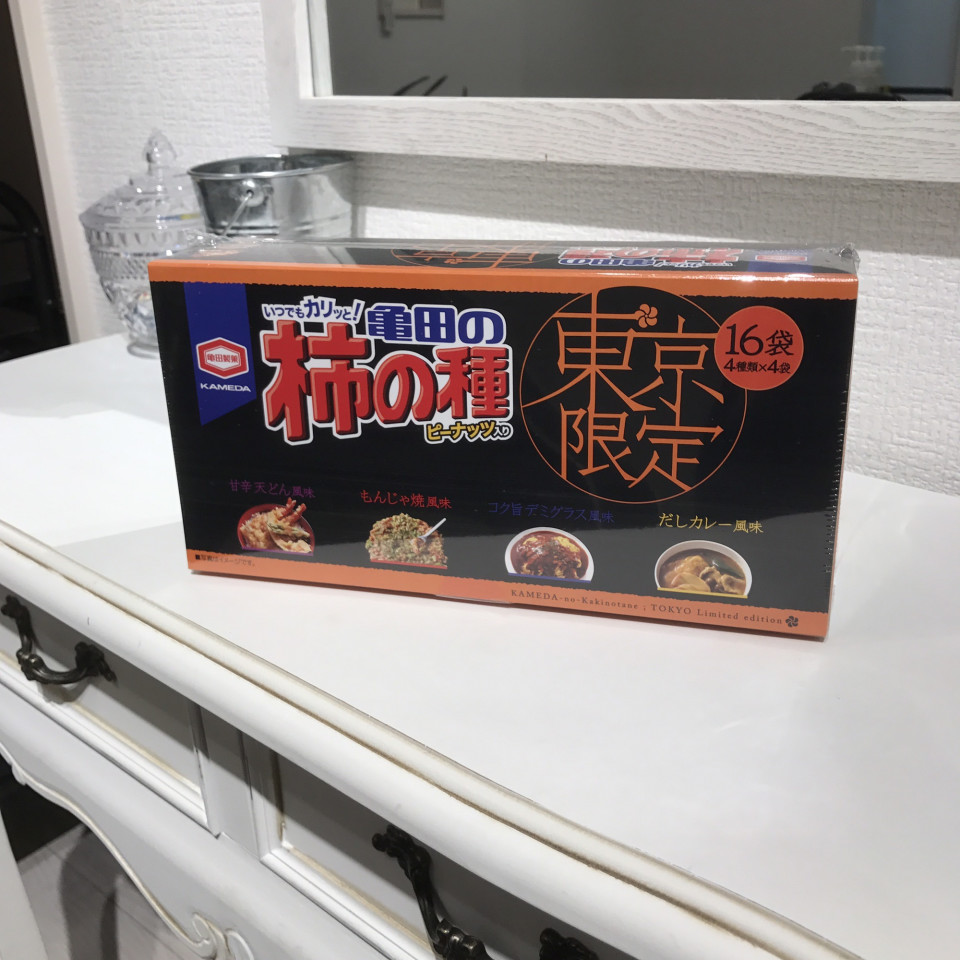 いつでもカリッと!
亀田の
柿の種
ピーナッツ入り
亀田製菓
KAMEDA
東京
限定
16袋
4種類×4袋
甘辛天どん風味
もんじゃ焼風味
コク旨デミグラス風味
だしカレー風味
KAMEDA-no-Kakinotane ; TOKYO Limited edition